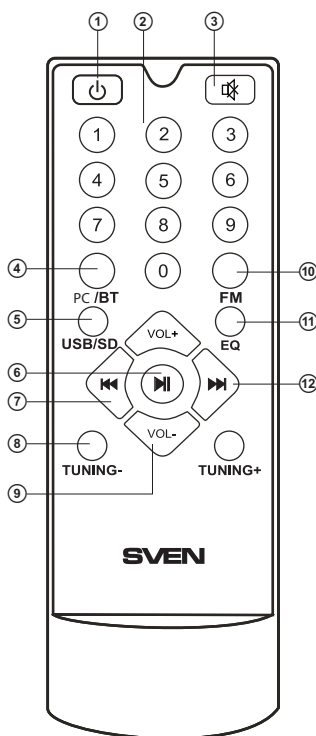 ① ② ③
1 2 3
4 5 6
7 8 9
④ 0 ⑩
PC /BT FM
⑤ ⑪
USB/SD EQ
VOL+
⑥
⑦ ⑫
VOL-
⑧
TUNING- TUNING+
⑨
SVEN